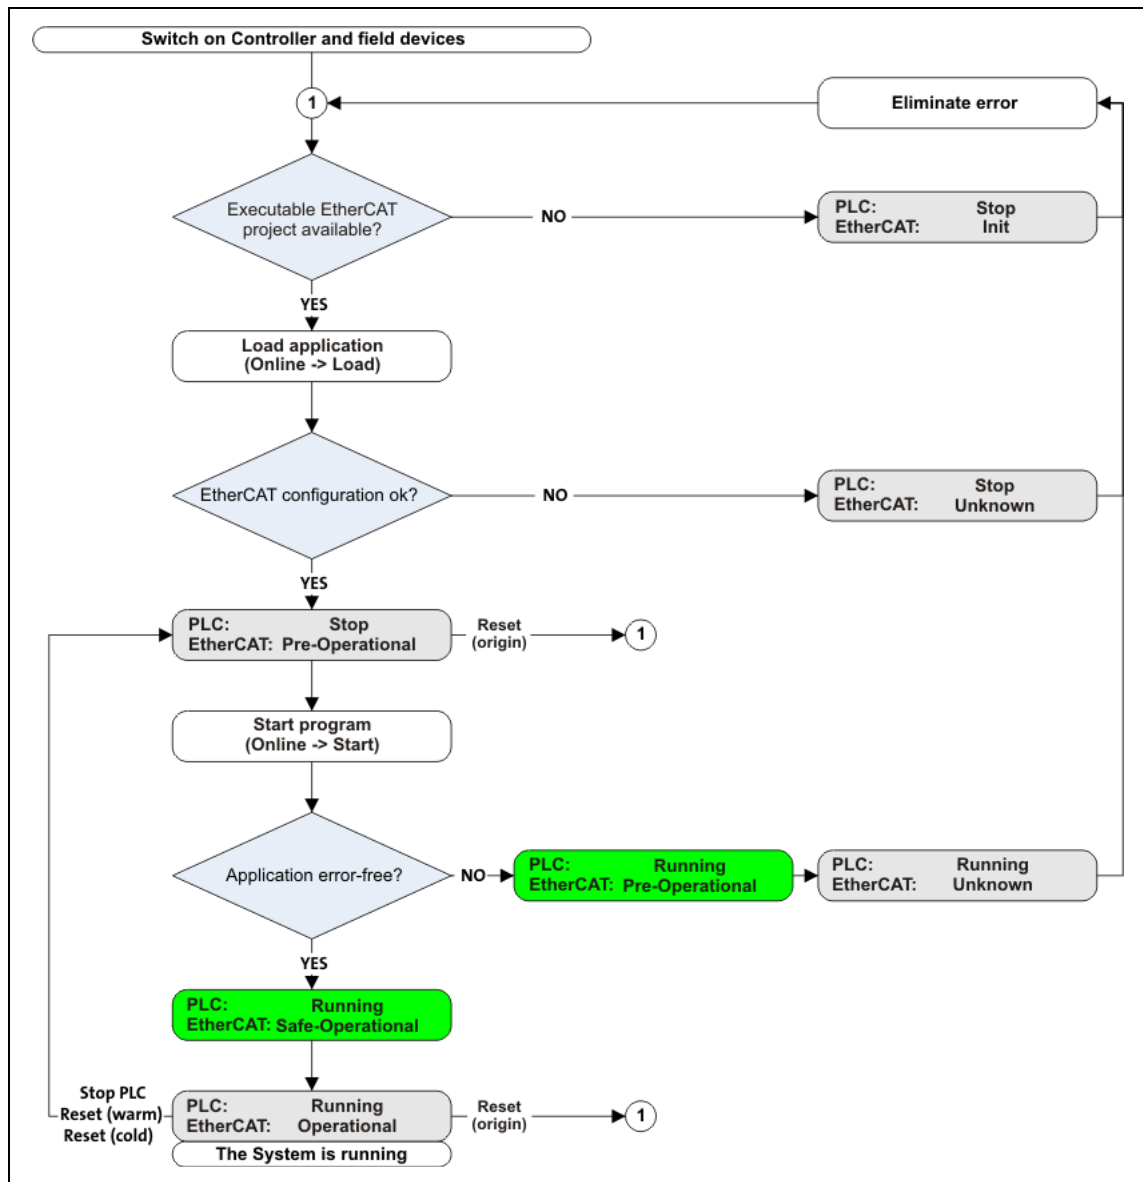 Switch on Controller and field devices
1
Eliminate error
Executable EtherCAT
project available?
NO
PLC: Stop
EtherCAT: Init
YES
Load application
(Online -> Load)
EtherCAT configuration ok?
NO
PLC: Stop
EtherCAT: Unknown
YES
PLC: Stop
EtherCAT: Pre-Operational
Reset
(origin)
1
Start program
(Online -> Start)
Application error-free?
NO
PLC: Running
EtherCAT: Pre-Operational
PLC: Running
EtherCAT: Unknown
YES
PLC: Running
EtherCAT: Safe-Operational
Stop PLC
Reset (warm)
Reset (cold)
PLC: Running
EtherCAT: Operational
Reset
(origin)
1
The System is running